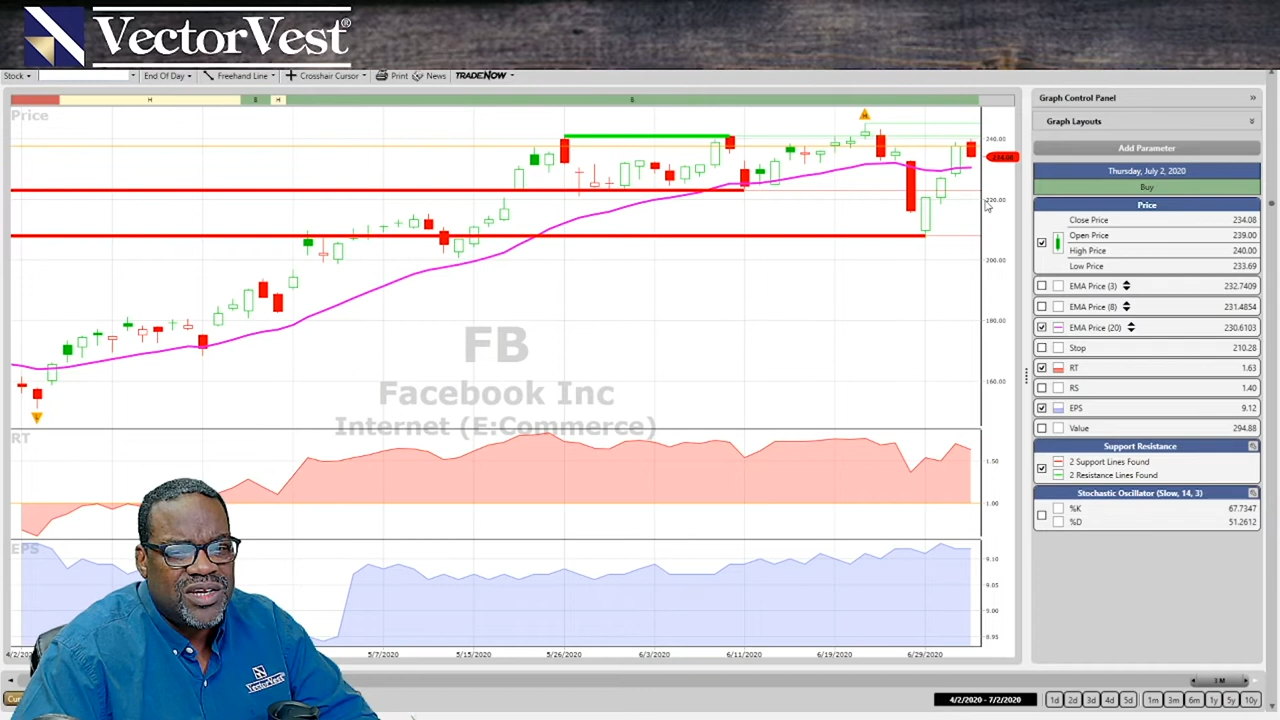 VectorVest®
Stock
End Of Day
Freehand Line
Crosshair Cursor
Print
News
TRADENOW
H
B
H
B
Price
H
240.00
234.08
220.00
200.00
180.00
160.00
FB
Facebook Inc
Internet (E:Commerce)
RT
1.50
1.00
EPS
9.10
9.05
9.00
8.95
5/7/2020
5/15/2020
5/26/2020
6/3/2020
6/11/2020
6/19/2020
6/29/2020
3 M
4/2/2020 - 7/2/2020
1d 2d 3d 4d 5d 1m 3m 6m 1y 5y 10y
Graph Control Panel
Graph Layouts
Add Parameter
Thursday, July 2, 2020
Buy
Price
Close Price 234.08
Open Price 239.00
High Price 240.00
Low Price 233.69
EMA Price (3) 232.7409
EMA Price (8) 231.4854
EMA Price (20) 230.6103
Stop 210.28
RT 1.63
RS 1.40
EPS 9.12
Value 294.88
Support Resistance
2 Support Lines Found
2 Resistance Lines Found
Stochastic Oscillator (Slow, 14, 3)
%K 67.7347
%D 51.2612
VectorVest